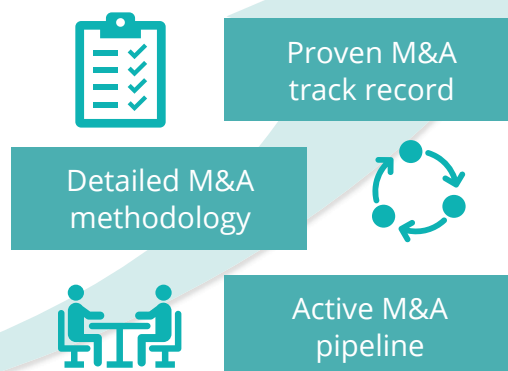 Proven M&A
track record
Detailed M&A
methodology
Active M&A
pipeline